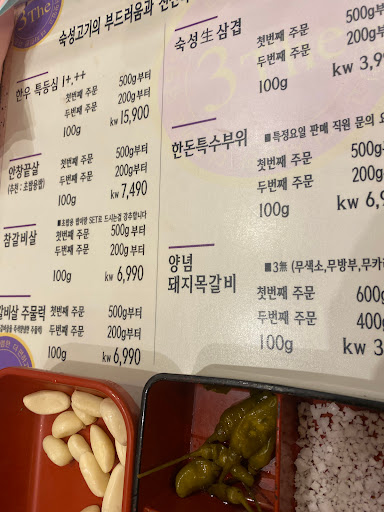 3 The
숙성고기의 부드러움과
한우 특등심 1+,++
첫번째 주문 500g부터
두번째 주문 200g부터
100g kw 15,900
안창끝살 첫번째 주문 500g부터
두번째 주문 200g부터
100g kw 7,490
참갈비살
첫번째 주문 500g부터
두번째 주문 200g부터
100g kw 6,990
갈비살 주물럭 첫번째 주문 500g부터
두번째 주문 200g부터
100g kw 6,990
숙성生삼겹
첫번째 주문 500g부
두번째 주문 200g부
100g kw 3,9
한돈특수부위 ■특정요일 판매 직원 문의
첫번째 주문 500g
두번째 주문 200g
100g kw 6,
양념
돼지목갈비 ■3無 (무색소,무방부,무카
첫번째 주문 600g
두번째 주문 400g
100g kw 3